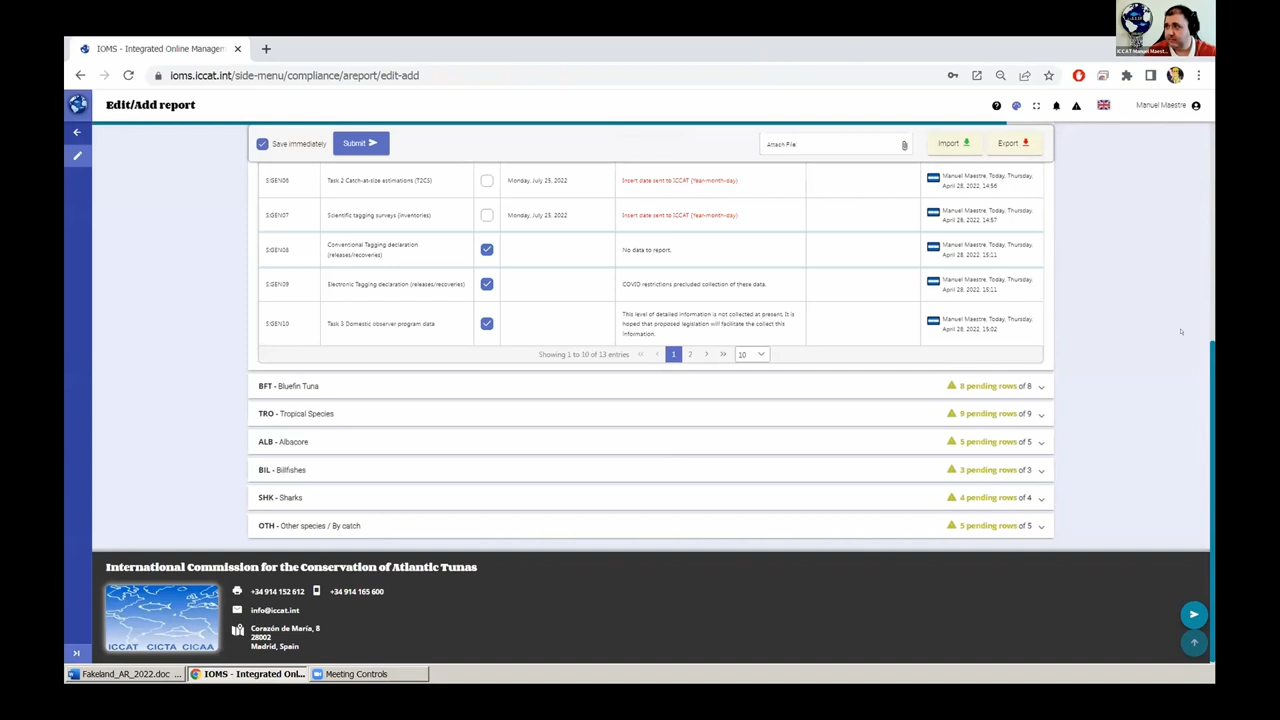 IOMS - Integrated Online Managem
ioms.iccat.int/side-menu/compliance/areport/edit-add
ICCAT Manuel Maestr...
Edit/Add report
Manuel Maestre
Save immediately
Submit
Attach File
Import
Export
S:GEN06 Task 2 Catch-at-size estimations (T2CS) Monday, July 25, 2022 Insert date sent to ICCAT (Year-month-day) Manuel Maestre, Today, Thursday,
April 28, 2022, 14:56
S:GEN07 Scientific tagging surveys (inventories) Monday, July 25, 2022 Insert date sent to ICCAT (Year-month-day) Manuel Maestre, Today, Thursday,
April 28, 2022, 14:57
S:GEN08 Conventional Tagging declaration No data to report. Manuel Maestre, Today, Thursday,
(releases/recoveries) April 28, 2022, 15:11
S:GEN09 Electronic Tagging declaration (releases/recoveries) COVID restrictions precluded collection of these data. Manuel Maestre, Today, Thursday,
April 28, 2022, 15:11
This level of detailed information is not collected at present. It is
S:GEN10 Task 3 Domestic observer program data hoped that proposed legislation will facilitate the collect this Manuel Maestre, Today, Thursday,
information. April 28, 2022, 15:02
Showing 1 to 10 of 13 entries 1 2 10
BFT - Bluefin Tuna 8 pending rows of 8
TRO - Tropical Species 9 pending rows of 9
ALB - Albacore 5 pending rows of 5
BIL - Billfishes 3 pending rows of 3
SHK - Sharks 4 pending rows of 4
OTH - Other species / By catch 5 pending rows of 5
International Commission for the Conservation of Atlantic Tunas
+34 914 152 612 +34 914 165 600
info@iccat.int
Corazón de María, 8
28002
Madrid, Spain
ICCAT CICTA CICAA
Fakeland_AR_2022.doc ... IOMS - Integrated Onl... Meeting Controls